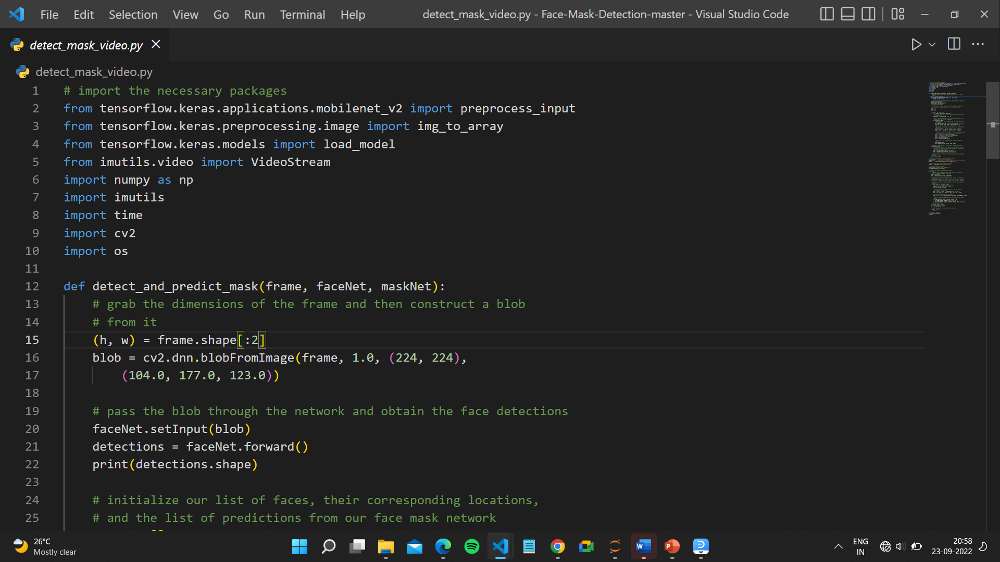 File Edit Selection View Go Run Terminal Help detect_mask_video.py - Face-Mask-Detection-master - Visual Studio Code
detect_mask_video.py
detect_mask_video.py
1 # import the necessary packages
2 from tensorflow.keras.applications.mobilenet_v2 import preprocess_input
3 from tensorflow.keras.preprocessing.image import img_to_array
4 from tensorflow.keras.models import load_model
5 from imutils.video import VideoStream
6 import numpy as np
7 import imutils
8 import time
9 import cv2
10 import os
11
12 def detect_and_predict_mask(frame, faceNet, maskNet):
13 # grab the dimensions of the frame and then construct a blob
14 # from it
15 (h, w) = frame.shape[:2]
16 blob = cv2.dnn.blobFromImage(frame, 1.0, (224, 224),
17 (104.0, 177.0, 123.0))
18
19 # pass the blob through the network and obtain the face detections
20 faceNet.setInput(blob)
21 detections = faceNet.forward()
22 print(detections.shape)
23
24 # initialize our list of faces, their corresponding locations,
25 # and the list of predictions from our face mask network
26°C
Mostly clear
ENG
IN
20:58
23-09-2022